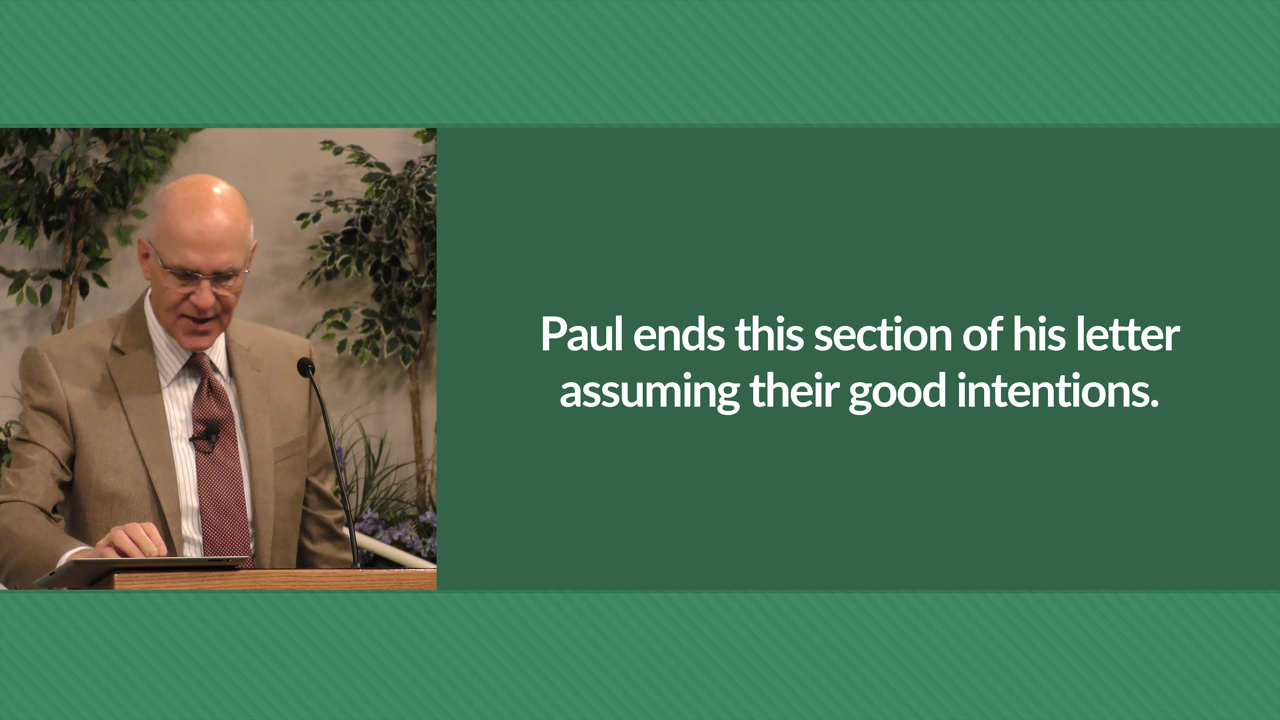 Paul ends this section of his letter
assuming their good intentions.